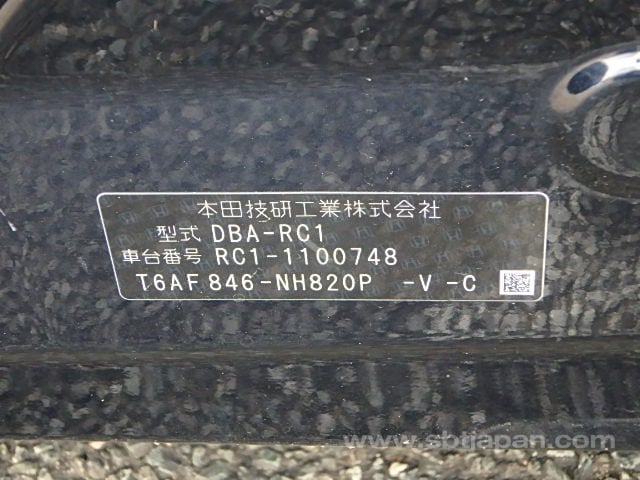 本田技研工業株式会社
型式 DBA-RC1
車台番号 RC1-1100748
T6AF 846-NH820P -V -C
www.sbtjapan.com